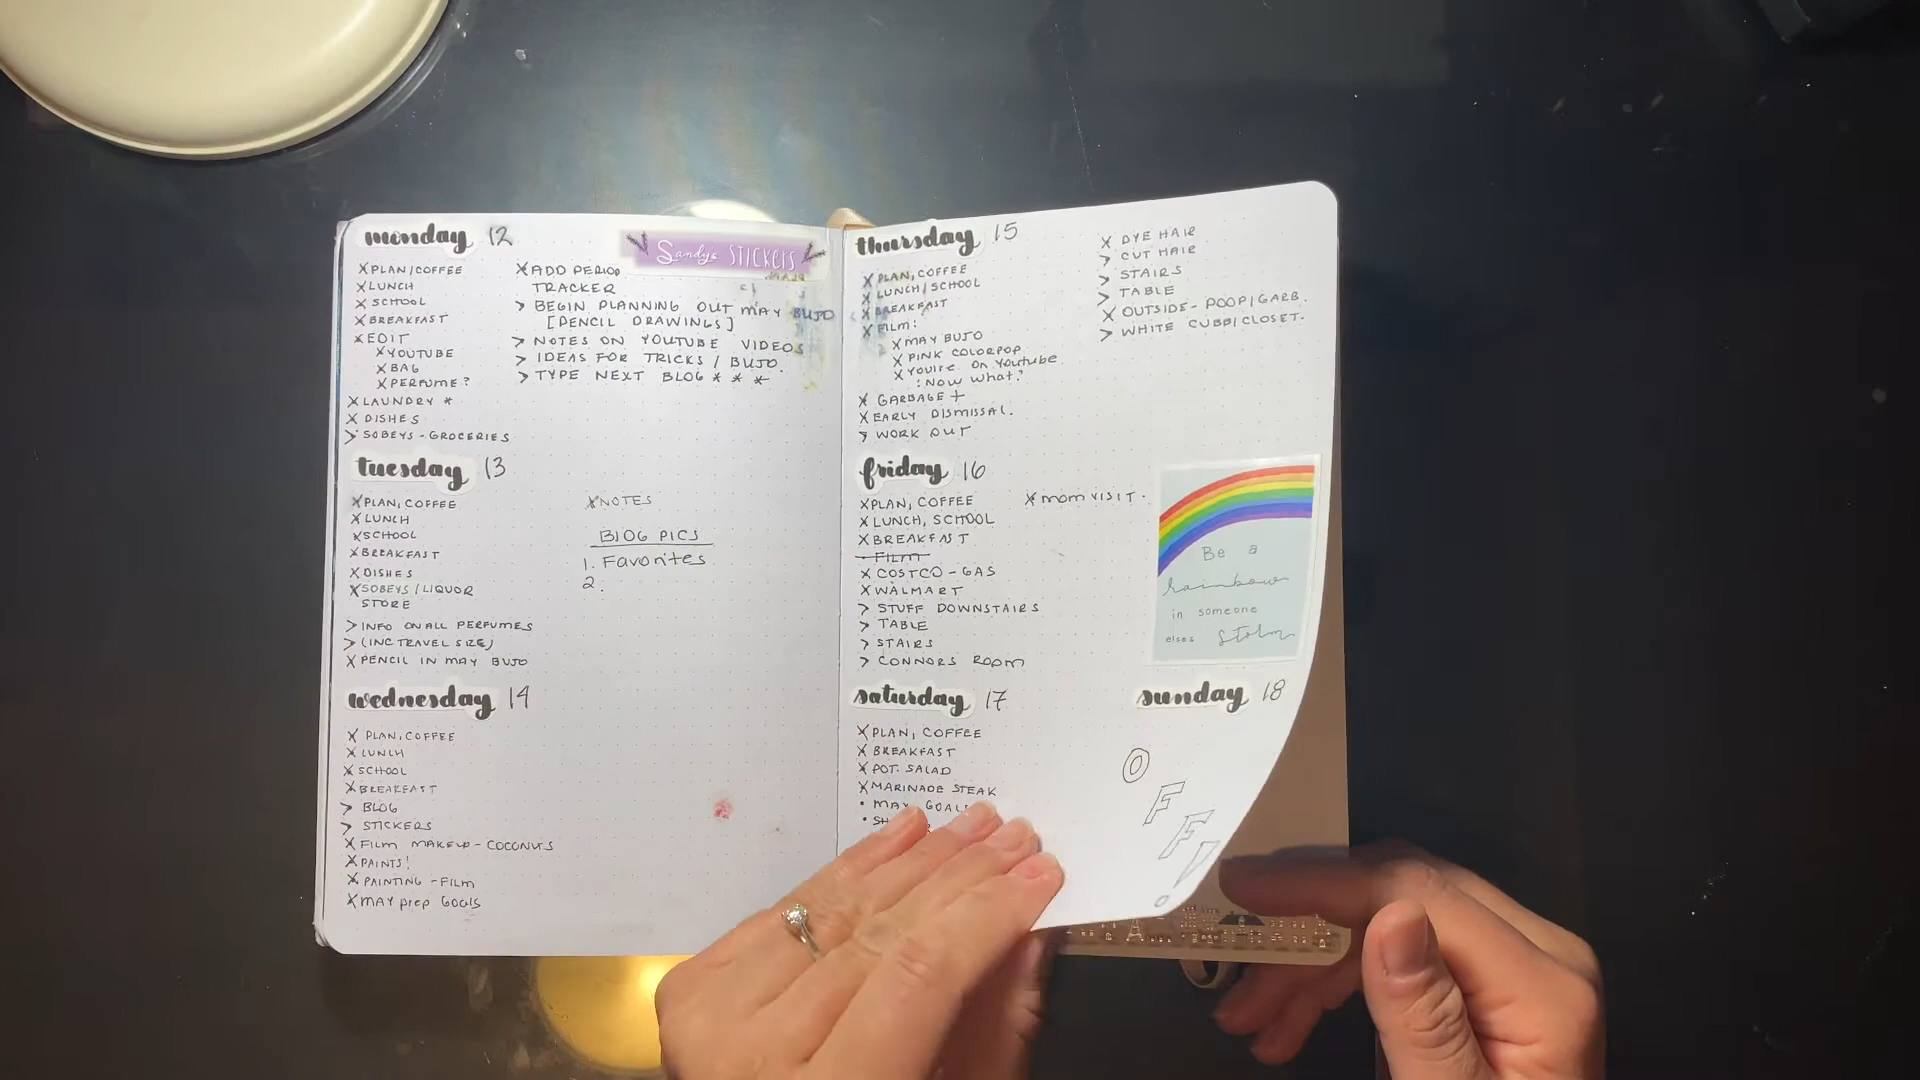 monday 12
Sandys STICKERS
X PLAN/COFFEE
X LUNCH
X SCHOOL
X BREAKFAST
X EDIT
X YOUTUBE
X BAG
X PERFUME?
X LAUNDRY *
X DISHES
> SOBEYS - GROCERIES
X ADD PERIOD
TRACKER
> BEGIN PLANNING OUT MAY BUJO
[PENCIL DRAWINGS]
> NOTES ON YOUTUBE VIDEOS
> IDEAS FOR TRICKS / BUJO.
> TYPE NEXT BLOG * * *
tuesday 13
X PLAN, COFFEE
X LUNCH
X SCHOOL
X BREAKFAST
X DISHES
X SOBEYS / LIQUOR
STORE
> INFO ON ALL PERFUMES
> (INC TRAVEL SIZE)
X PENCIL IN MAY BUJO
X NOTES
BLOG PICS
1. Favorites
2.
wednesday 14
X PLAN, COFFEE
X LUNCH
X SCHOOL
X BREAKFAST
> BLOG
> STICKERS
X FILM MAKEUP - COCONUTS
X PAINTS!
X PAINTING - FILM
X MAY prep GOALS
thursday 15
X PLAN, COFFEE
X LUNCH/SCHOOL
X BREAKFAST
X FILM:
X MAY BUJO
X PINK COLORPOP
X You're on Youtube
: Now What?
X GARBAGE +
X EARLY DISMISSAL.
> WORK OUT
X DYE HAIR
> CUT HAIR
> STAIRS
> TABLE
X OUTSIDE - POOP/GARB.
> WHITE CUBB/CLOSET.
friday 16
X PLAN, COFFEE
X LUNCH, SCHOOL
X BREAKFAST
• FILM
X COSTCO - GAS
X WALMART
> STUFF DOWNSTAIRS
> TABLE
> STAIRS
> CONNORS ROOM
X MOM VISIT.
Be a
rainbow
in someone
elses storm
saturday 17
X PLAN, COFFEE
X BREAKFAST
X POT. SALAD
X MARINADE STEAK
• MAY GOALS
sunday 18
OFF!